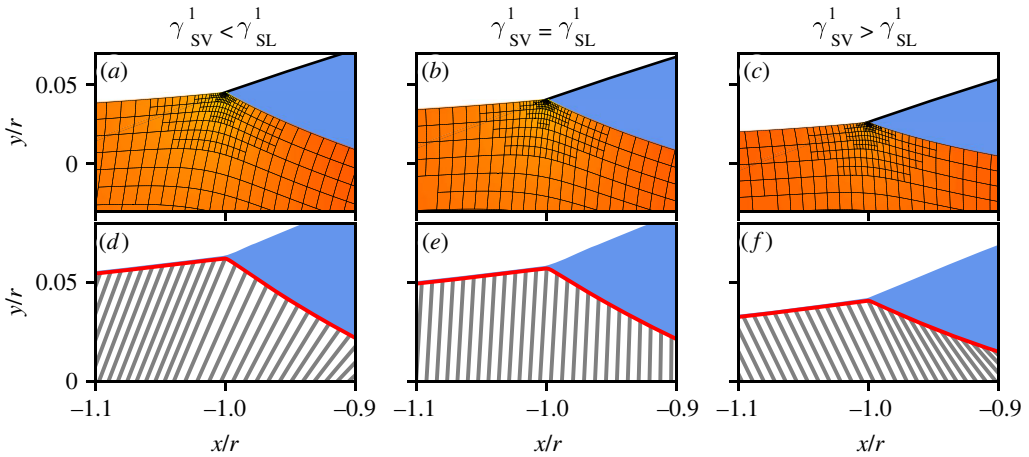 γ¹SV < γ¹SL
γ¹SV = γ¹SL
γ¹SV > γ¹SL
(a)
(b)
(c)
0.05
0
y/r
(d)
(e)
(f)
0.05
0
y/r
–1.1 –1.0 –0.9
–1.1 –1.0 –0.9
–1.1 –1.0 –0.9
x/r
x/r
x/r